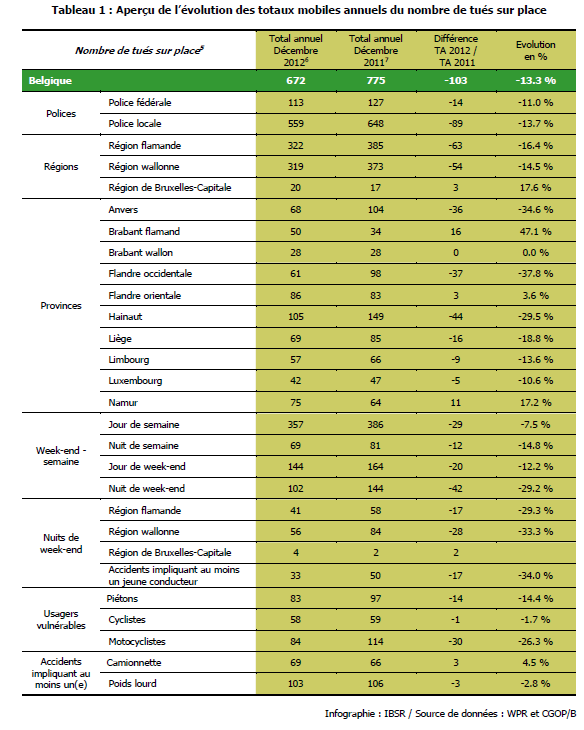 Tableau 1 : Aperçu de l'évolution des totaux mobiles annuels du nombre de tués sur place
Nombre de tués sur place⁵ Total annuel Décembre 2012⁶ Total annuel Décembre 2011⁷ Différence TA 2012 / TA 2011 Evolution en %
Belgique 672 775 -103 -13.3 %
Polices
Police fédérale 113 127 -14 -11.0 %
Police locale 559 648 -89 -13.7 %
Régions
Région flamande 322 385 -63 -16.4 %
Région wallonne 319 373 -54 -14.5 %
Région de Bruxelles-Capitale 20 17 3 17.6 %
Provinces
Anvers 68 104 -36 -34.6 %
Brabant flamand 50 34 16 47.1 %
Brabant wallon 28 28 0 0.0 %
Flandre occidentale 61 98 -37 -37.8 %
Flandre orientale 86 83 3 3.6 %
Hainaut 105 149 -44 -29.5 %
Liège 69 85 -16 -18.8 %
Limbourg 57 66 -9 -13.6 %
Luxembourg 42 47 -5 -10.6 %
Namur 75 64 11 17.2 %
Week-end - semaine
Jour de semaine 357 386 -29 -7.5 %
Nuit de semaine 69 81 -12 -14.8 %
Jour de week-end 144 164 -20 -12.2 %
Nuit de week-end 102 144 -42 -29.2 %
Nuits de week-end
Région flamande 41 58 -17 -29.3 %
Région wallonne 56 84 -28 -33.3 %
Région de Bruxelles-Capitale 4 2 2
Accidents impliquant au moins un jeune conducteur 33 50 -17 -34.0 %
Usagers vulnérables
Piétons 83 97 -14 -14.4 %
Cyclistes 58 59 -1 -1.7 %
Motocyclistes 84 114 -30 -26.3 %
Accidents impliquant au moins un(e)
Camionnette 69 66 3 4.5 %
Poids lourd 103 106 -3 -2.8 %
Infographie : IBSR / Source de données : WPR et CGOP/B